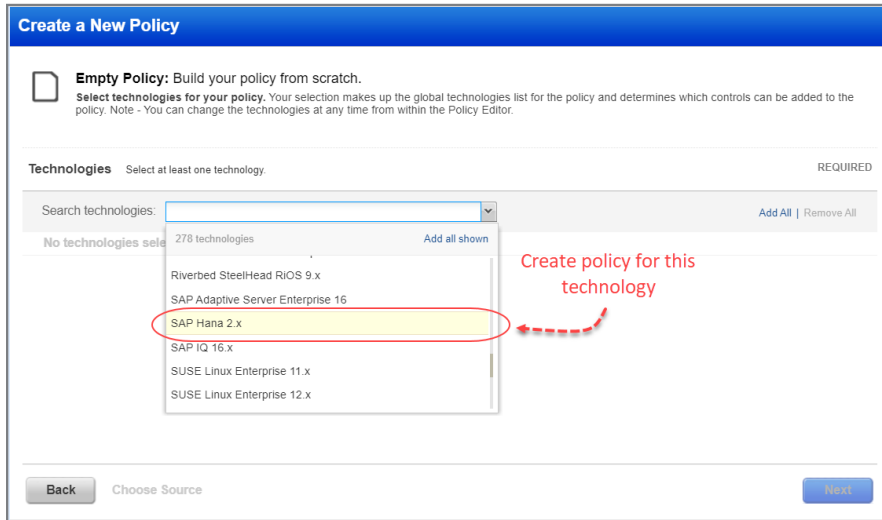 Create a New Policy
Empty Policy: Build your policy from scratch.
Select technologies for your policy. Your selection makes up the global technologies list for the policy and determines which controls can be added to the
policy. Note - You can change the technologies at any time from within the Policy Editor.
Technologies Select at least one technology. REQUIRED
Search technologies: Add All | Remove All
No technologies sele
278 technologies Add all shown
Riverbed SteelHead RiOS 9.x
SAP Adaptive Server Enterprise 16
SAP Hana 2.x
SAP IQ 16.x
SUSE Linux Enterprise 11.x
SUSE Linux Enterprise 12.x
Create policy for this
technology
Back Choose Source Next